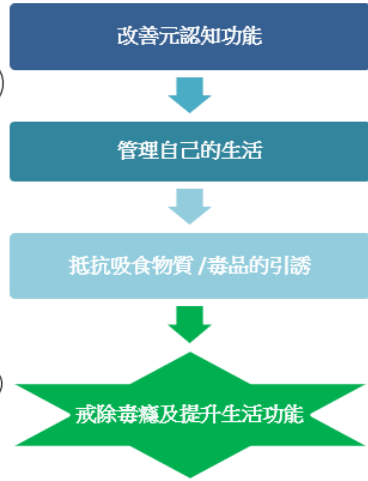 改善元認知功能
管理自己的生活
抵抗吸食物質 /毒品的引誘
戒除毒癮及提升生活功能